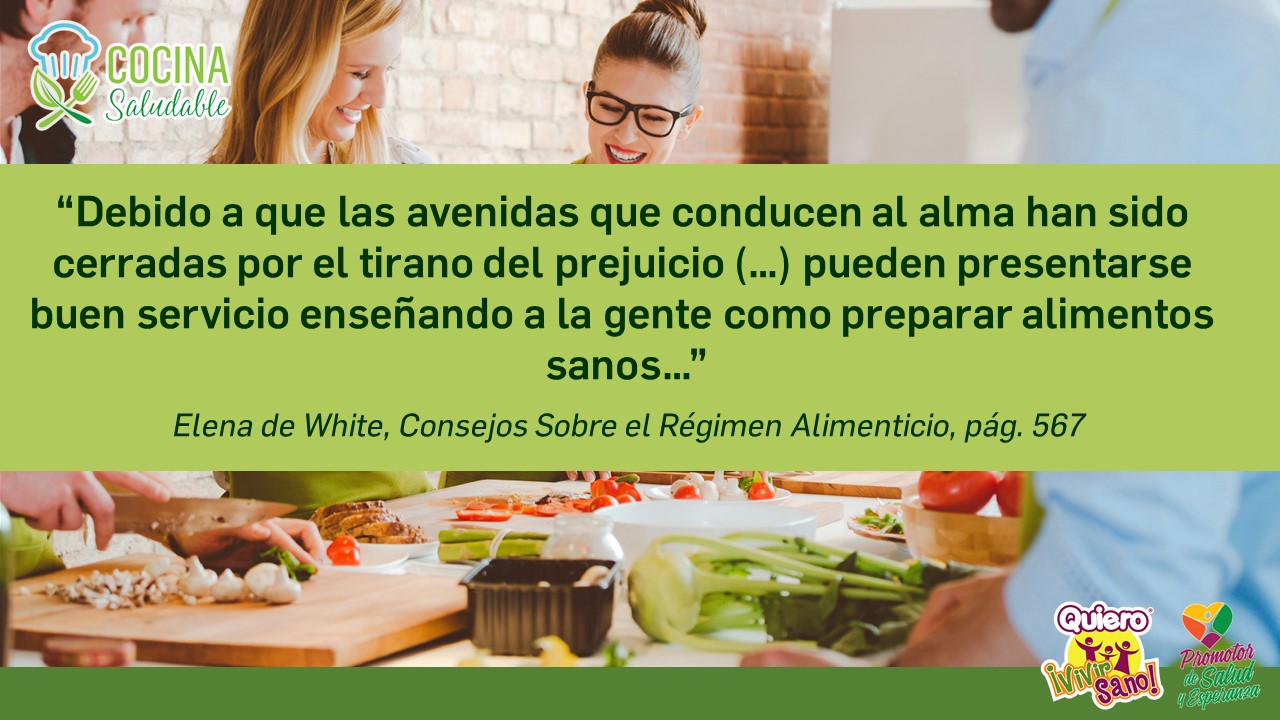 COCINA
Saludable
“Debido a que las avenidas que conducen al alma han sido
cerradas por el tirano del prejuicio (...) pueden presentarse
buen servicio enseñando a la gente como preparar alimentos
sanos...”
Elena de White, Consejos Sobre el Régimen Alimenticio, pág. 567
Quiero®
¡Vivir
Sano!
Promotor
de Salud
y Esperanza